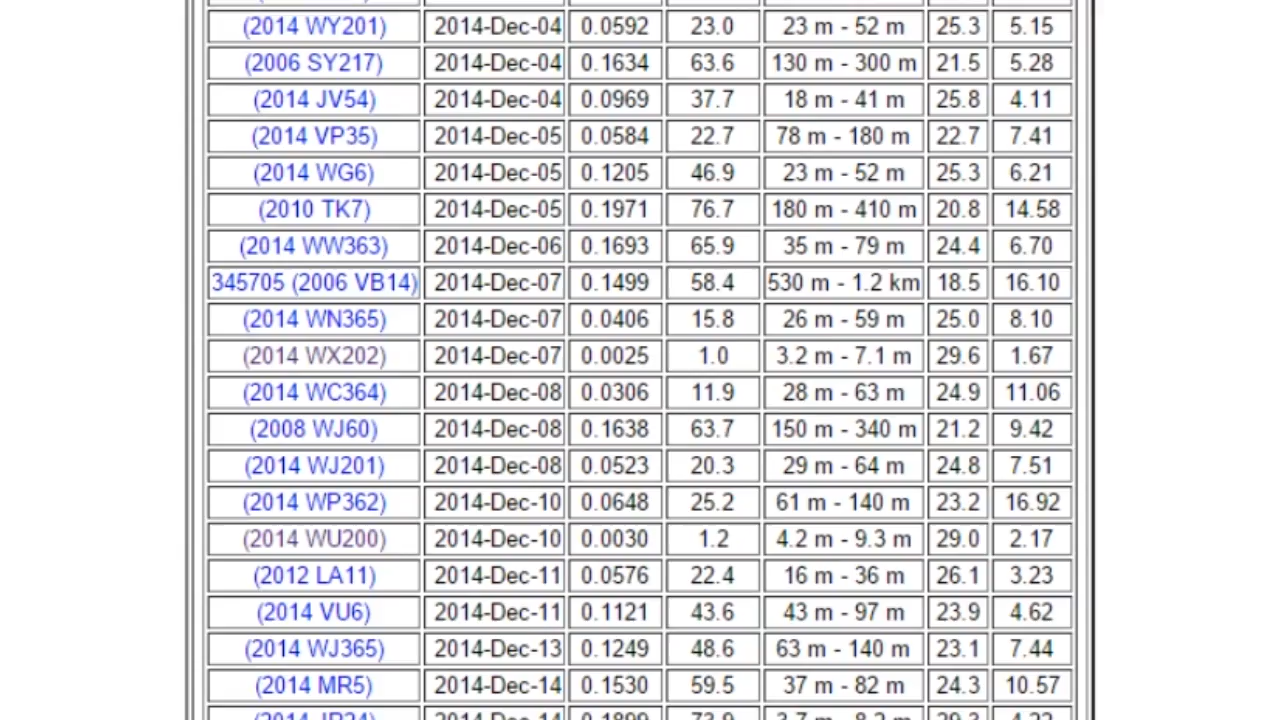 (2014 WY201) 2014-Dec-04 0.0592 23.0 23 m - 52 m 25.3 5.15
(2006 SY217) 2014-Dec-04 0.1634 63.6 130 m - 300 m 21.5 5.28
(2014 JV54) 2014-Dec-04 0.0969 37.7 18 m - 41 m 25.8 4.11
(2014 VP35) 2014-Dec-05 0.0584 22.7 78 m - 180 m 22.7 7.41
(2014 WG6) 2014-Dec-05 0.1205 46.9 23 m - 52 m 25.3 6.21
(2010 TK7) 2014-Dec-05 0.1971 76.7 180 m - 410 m 20.8 14.58
(2014 WW363) 2014-Dec-06 0.1693 65.9 35 m - 79 m 24.4 6.70
345705 (2006 VB14) 2014-Dec-07 0.1499 58.4 530 m - 1.2 km 18.5 16.10
(2014 WN365) 2014-Dec-07 0.0406 15.8 26 m - 59 m 25.0 8.10
(2014 WX202) 2014-Dec-07 0.0025 1.0 3.2 m - 7.1 m 29.6 1.67
(2014 WC364) 2014-Dec-08 0.0306 11.9 28 m - 63 m 24.9 11.06
(2008 WJ60) 2014-Dec-08 0.1638 63.7 150 m - 340 m 21.2 9.42
(2014 WJ201) 2014-Dec-08 0.0523 20.3 29 m - 64 m 24.8 7.51
(2014 WP362) 2014-Dec-10 0.0648 25.2 61 m - 140 m 23.2 16.92
(2014 WU200) 2014-Dec-10 0.0030 1.2 4.2 m - 9.3 m 29.0 2.17
(2012 LA11) 2014-Dec-11 0.0576 22.4 16 m - 36 m 26.1 3.23
(2014 VU6) 2014-Dec-11 0.1121 43.6 43 m - 97 m 23.9 4.62
(2014 WJ365) 2014-Dec-13 0.1249 48.6 63 m - 140 m 23.1 7.44
(2014 MR5) 2014-Dec-14 0.1530 59.5 37 m - 82 m 24.3 10.57